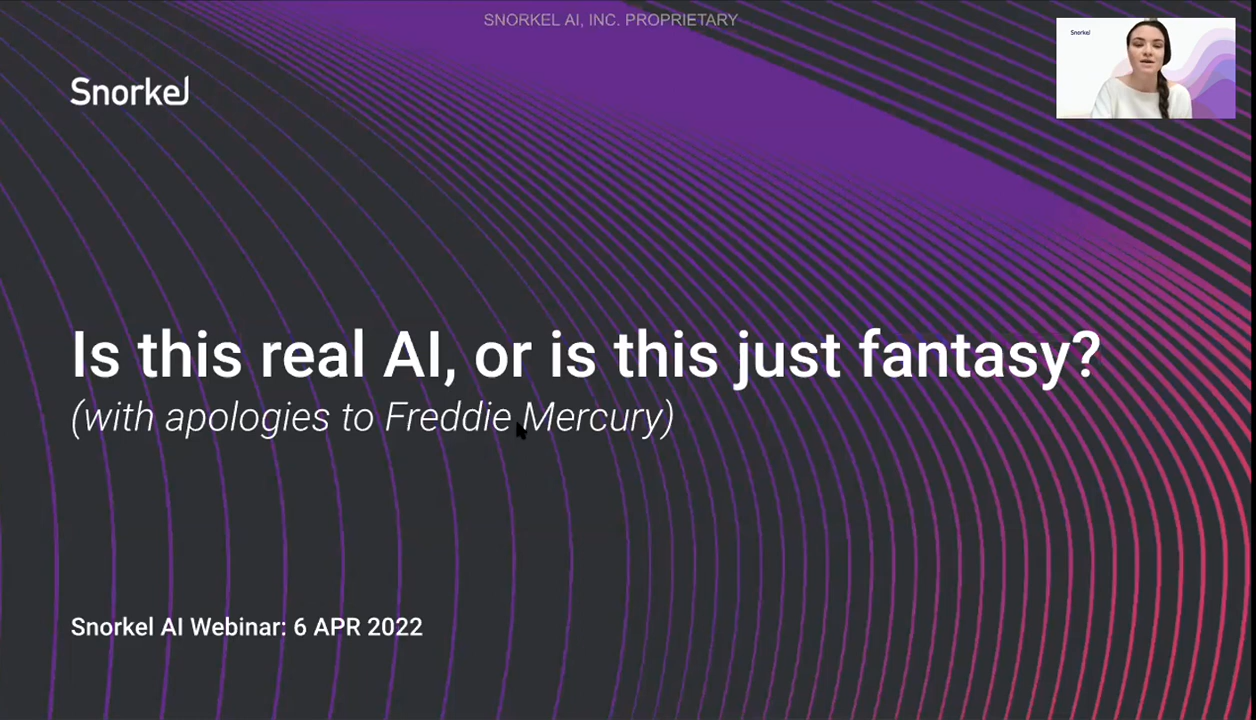 SNORKEL AI, INC. PROPRIETARY
Snorkel
Snorkel
Is this real AI, or is this just fantasy?
(with apologies to Freddie Mercury)
Snorkel AI Webinar: 6 APR 2022